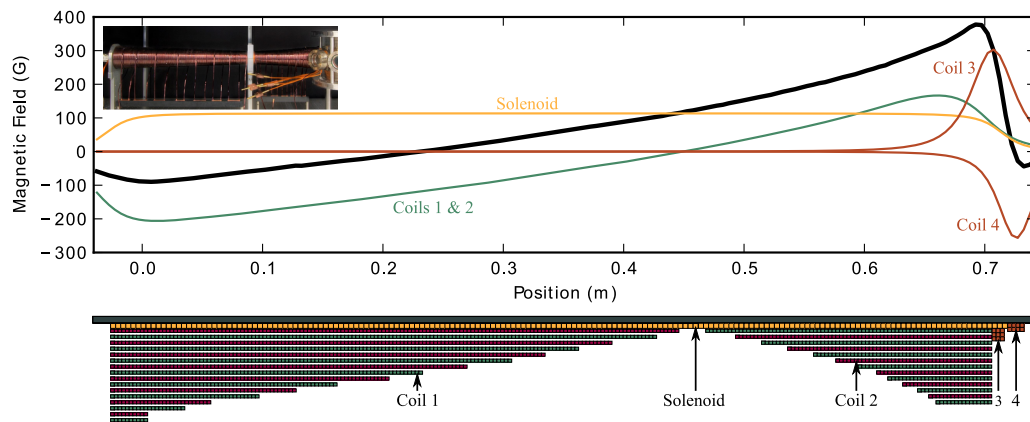 400
300
200
100
0
−100
−200
−300
Magnetic Field (G)
Coil 3
Solenoid
Coils 1 & 2
Coil 4
0.0 0.1 0.2 0.3 0.4 0.5 0.6 0.7
Position (m)
Coil 1 Solenoid Coil 2 3 4